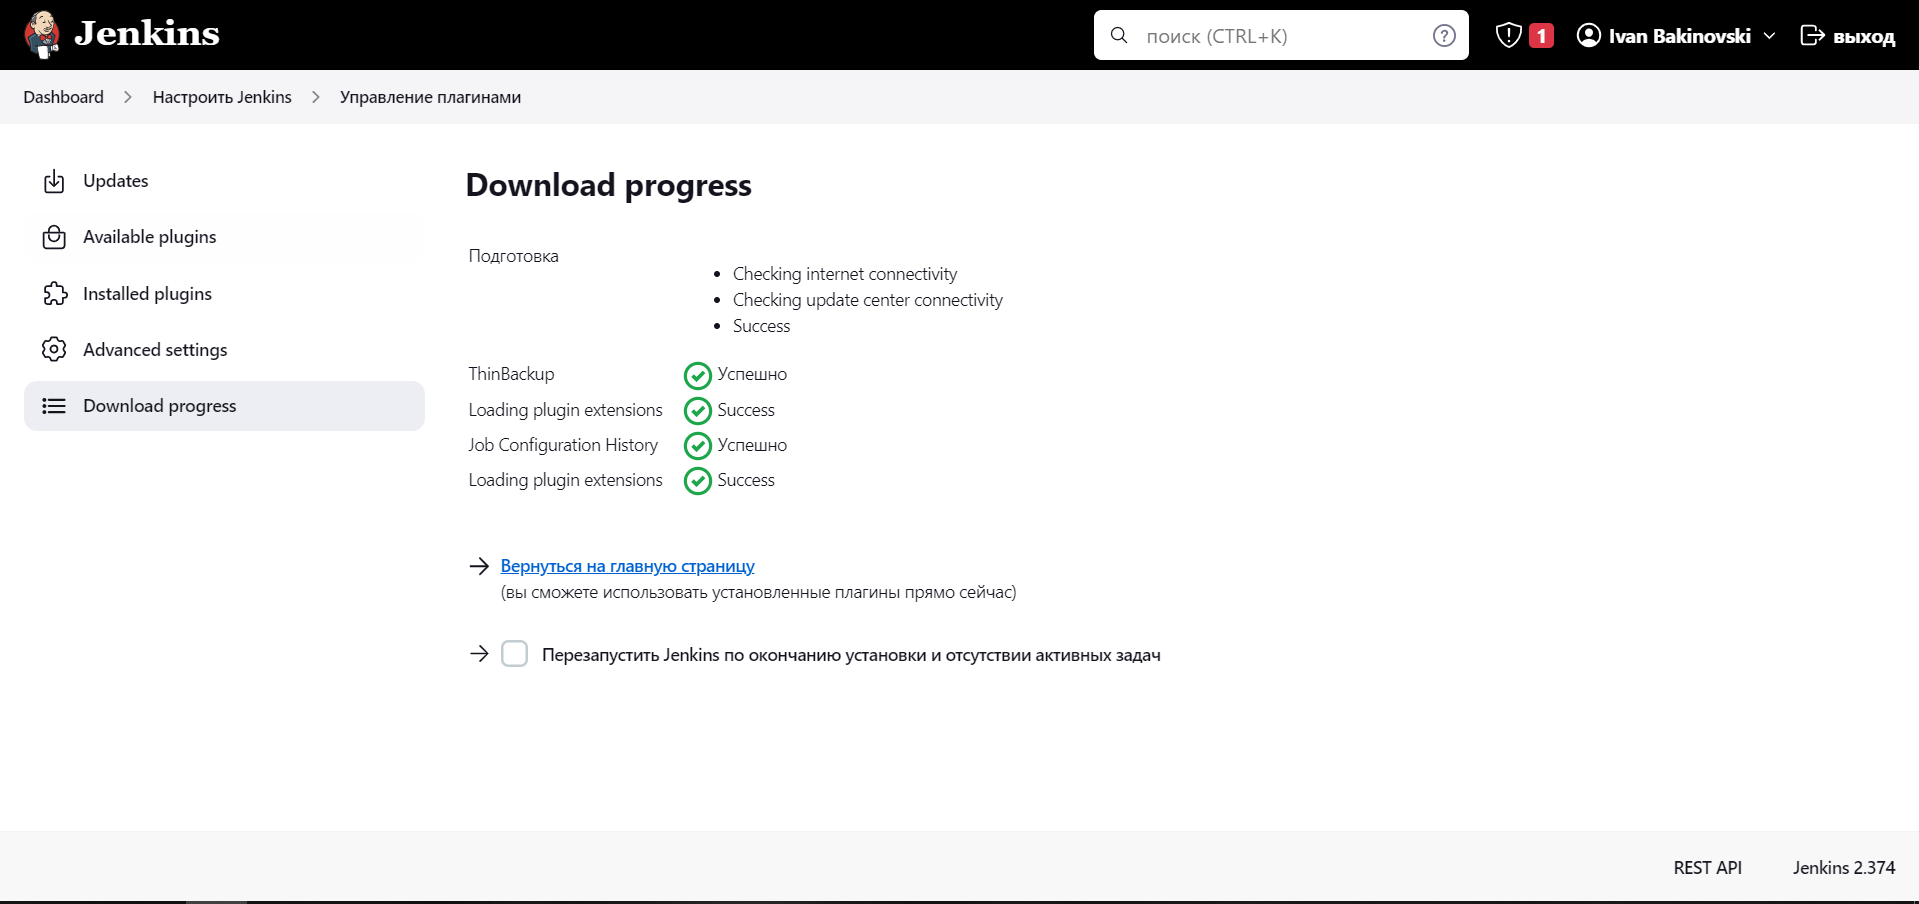 Jenkins
поиск (CTRL+K)
1
Ivan Bakinovski
выход
Dashboard
Настроить Jenkins
Управление плагинами
Updates
Available plugins
Installed plugins
Advanced settings
Download progress
Download progress
Подготовка
Checking internet connectivity
Checking update center connectivity
Success
ThinBackup Успешно
Loading plugin extensions Success
Job Configuration History Успешно
Loading plugin extensions Success
Вернуться на главную страницу
(вы сможете использовать установленные плагины прямо сейчас)
Перезапустить Jenkins по окончанию установки и отсутствии активных задач
REST API
Jenkins 2.374